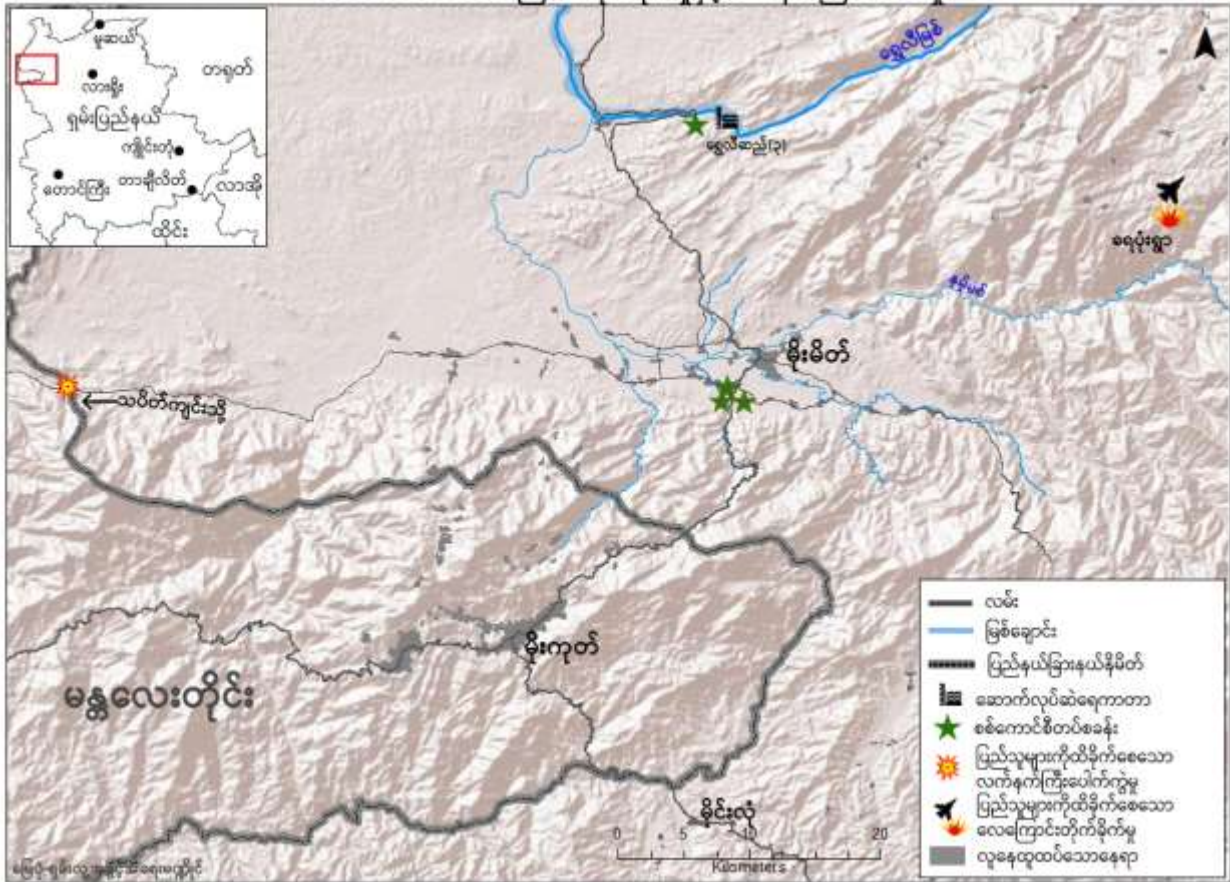 မူဆယ်
လားရှိုး
တရုတ်
ရှမ်းပြည်နယ်
ကျိုင်းတုံ
တောင်ကြီး
တာချီလိတ်
လာအို
ထိုင်း
ရွှေလီမြစ်
ရွှေလီဆည်(၃)
ခရပုံးရွာ
မိုးမိတ်
သပိတ်ကျင်းသို့
မိုးကုတ်
မန္တလေးတိုင်း
မိုင်းလုံ
0 5 10 20
Kilometers
လမ်း
မြစ်ချောင်း
ပြည်နယ်ခြားနယ်နိမိတ်
ဆောက်လုပ်ဆဲရေကာတာ
စစ်ကောင်စီတပ်စခန်း
ပြည်သူများကိုထိခိုက်စေသော
လက်နက်ကြီးပေါက်ကွဲမှု
ပြည်သူများကိုထိခိုက်စေသော
လေကြောင်းတိုက်ခိုက်မှု
လူနေထူထပ်သောနေရာ